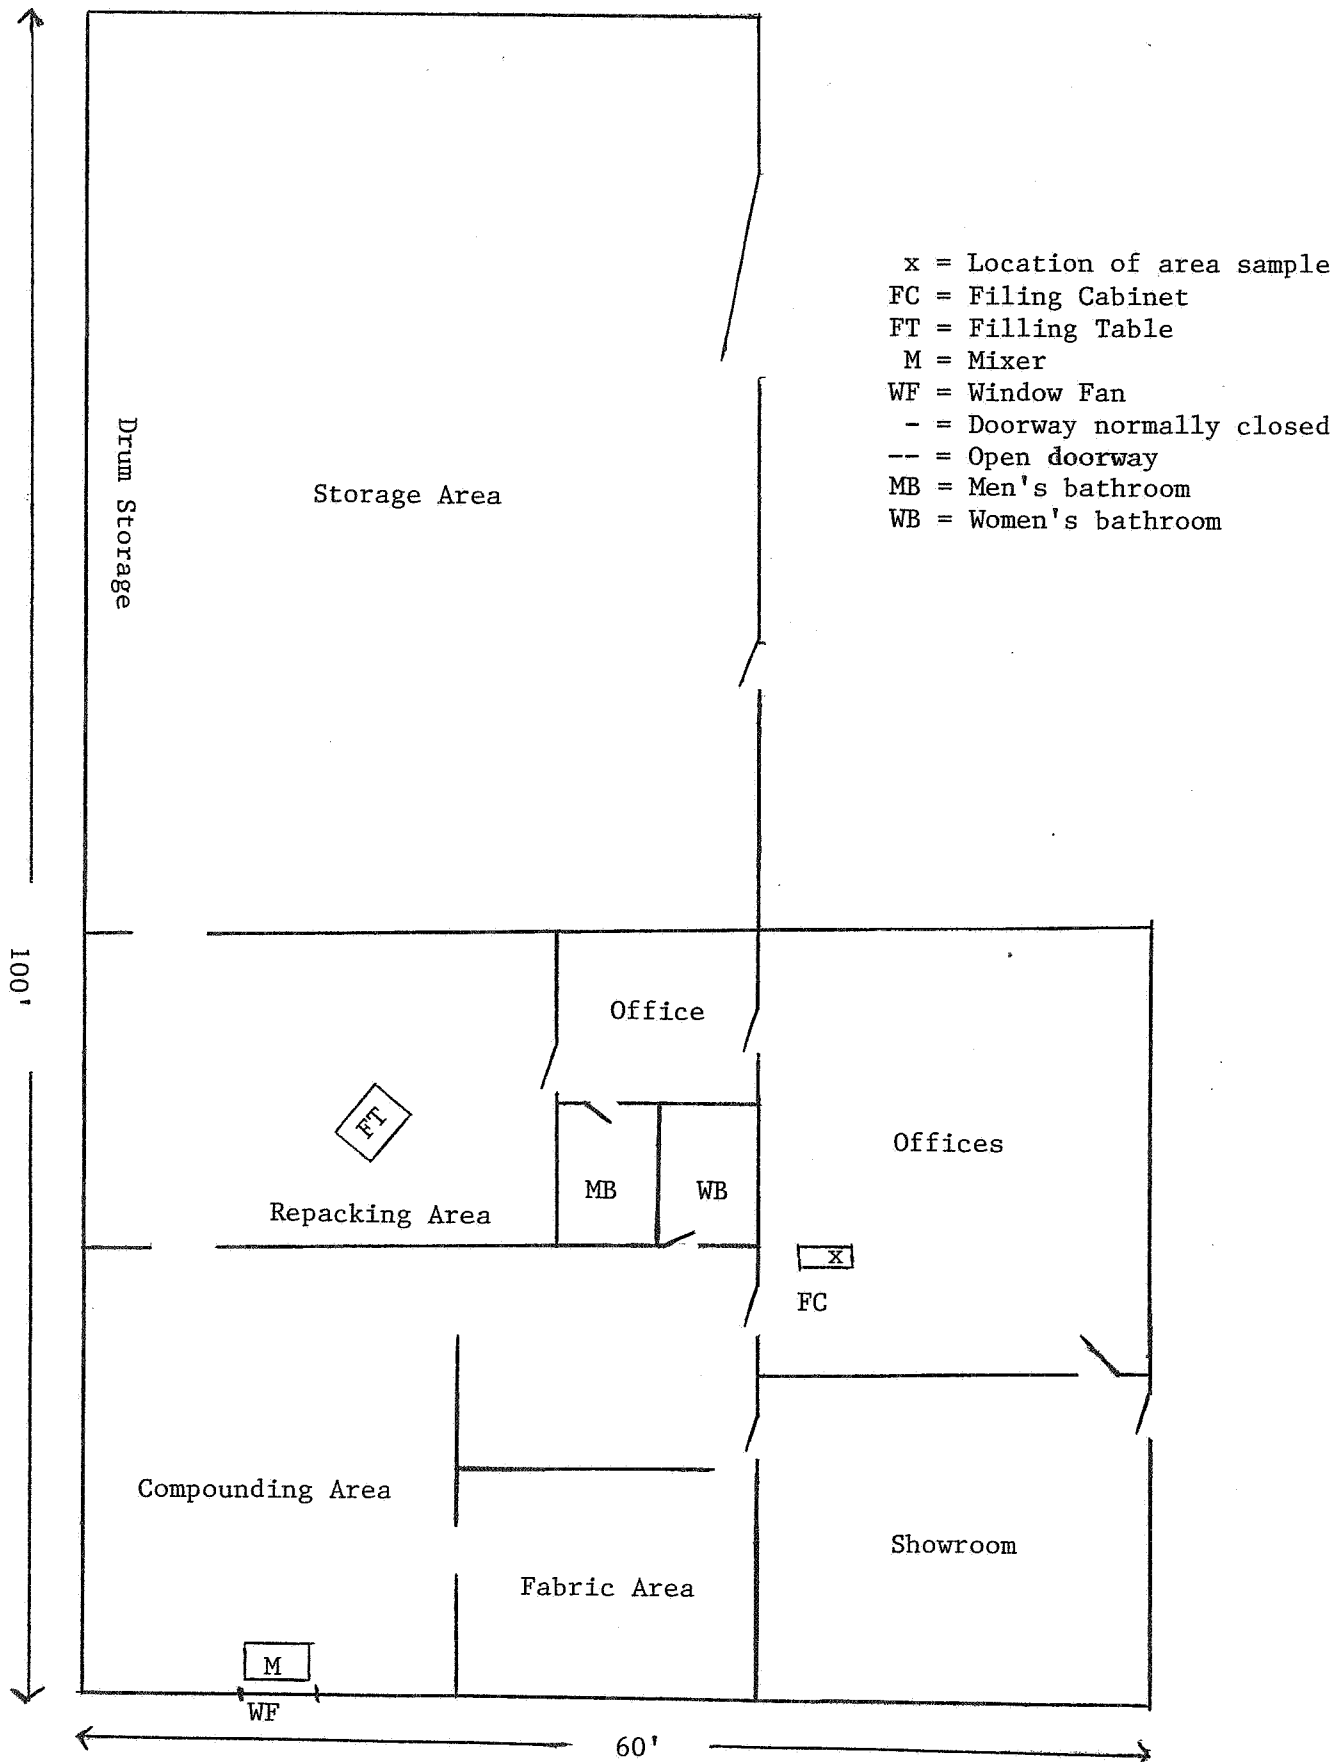 x = Location of area sample
FC = Filing Cabinet
FT = Filling Table
M = Mixer
WF = Window Fan
- = Doorway normally closed
-- = Open doorway
MB = Men's bathroom
WB = Women's bathroom
Drum Storage
Storage Area
100'
Office
FT
Offices
MB
WB
Repacking Area
x
FC
Compounding Area
Showroom
Fabric Area
M
WF
60'